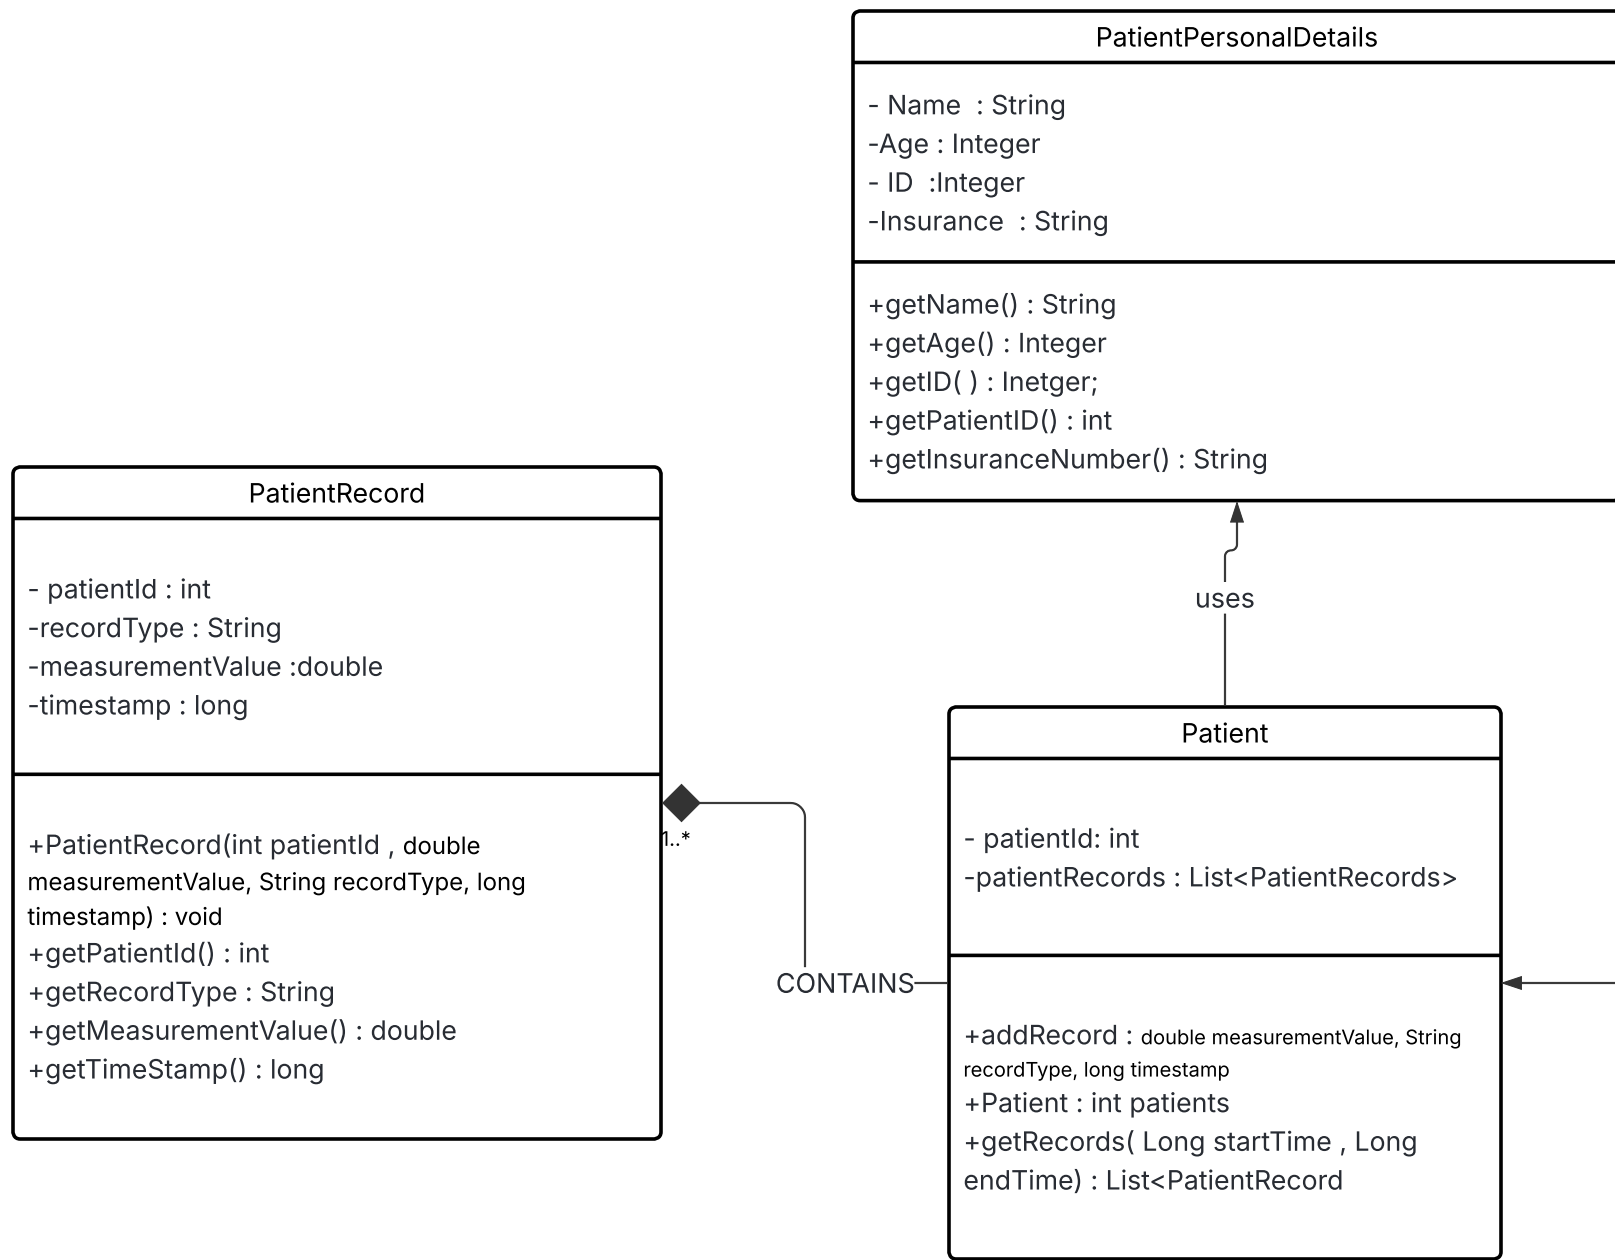 PatientPersonalDetails
- Name  : String
-Age : Integer
- ID  :Integer
-Insurance  : String
+getName() : String
+getAge() : Integer
+getID( ) : Inetger;
+getPatientID() : int
+getInsuranceNumber() : String
PatientRecord
- patientId : int
-recordType : String
-measurementValue :double
-timestamp : long
+PatientRecord(int patientId , double
measurementValue, String recordType, long
timestamp) : void
+getPatientId() : int
+getRecordType : String
+getMeasurementValue() : double
+getTimeStamp() : long
uses
1..*
CONTAINS
Patient
- patientId: int
-patientRecords : List<PatientRecords>
+addRecord : double measurementValue, String
recordType, long timestamp
+Patient : int patients
+getRecords( Long startTime , Long
endTime) : List<PatientRecord